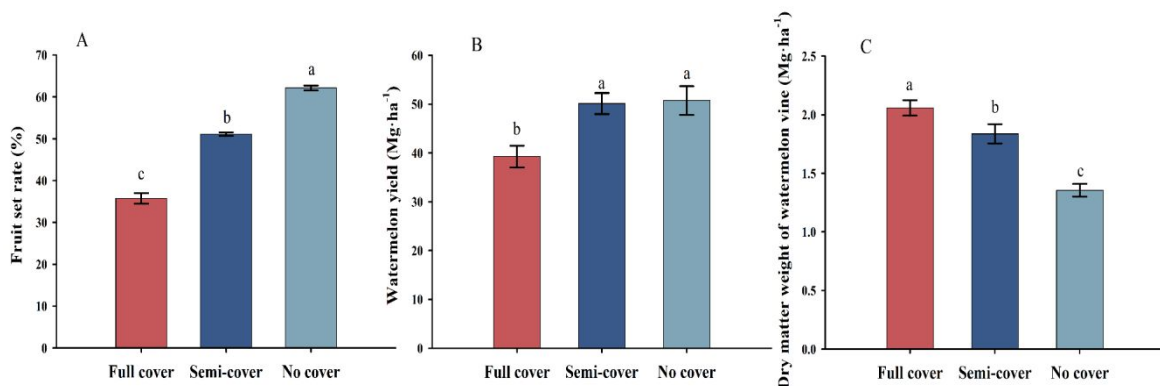 A
Fruit set rate (%)
70
60
50
40
30
20
10
0
c
b
a
Full cover
Semi-cover
No cover
B
Watermelon yield (Mg·ha⁻¹)
60
50
40
30
20
10
0
b
a
a
Full cover
Semi-cover
No cover
C
Dry matter weight of watermelon vine (Mg·ha⁻¹)
2.5
2.0
1.5
1.0
0.5
0.0
a
b
c
Full cover
Semi-cover
No cover